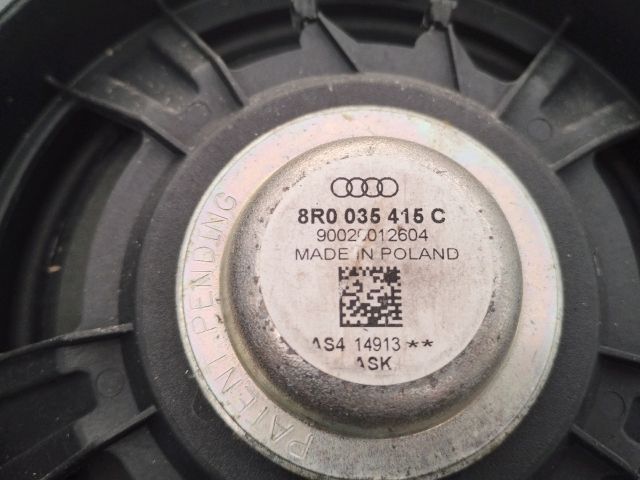 8R0 035 415 C
90020012604
MADE IN POLAND
AS4 14913 **
ASK
PATENT PENDING